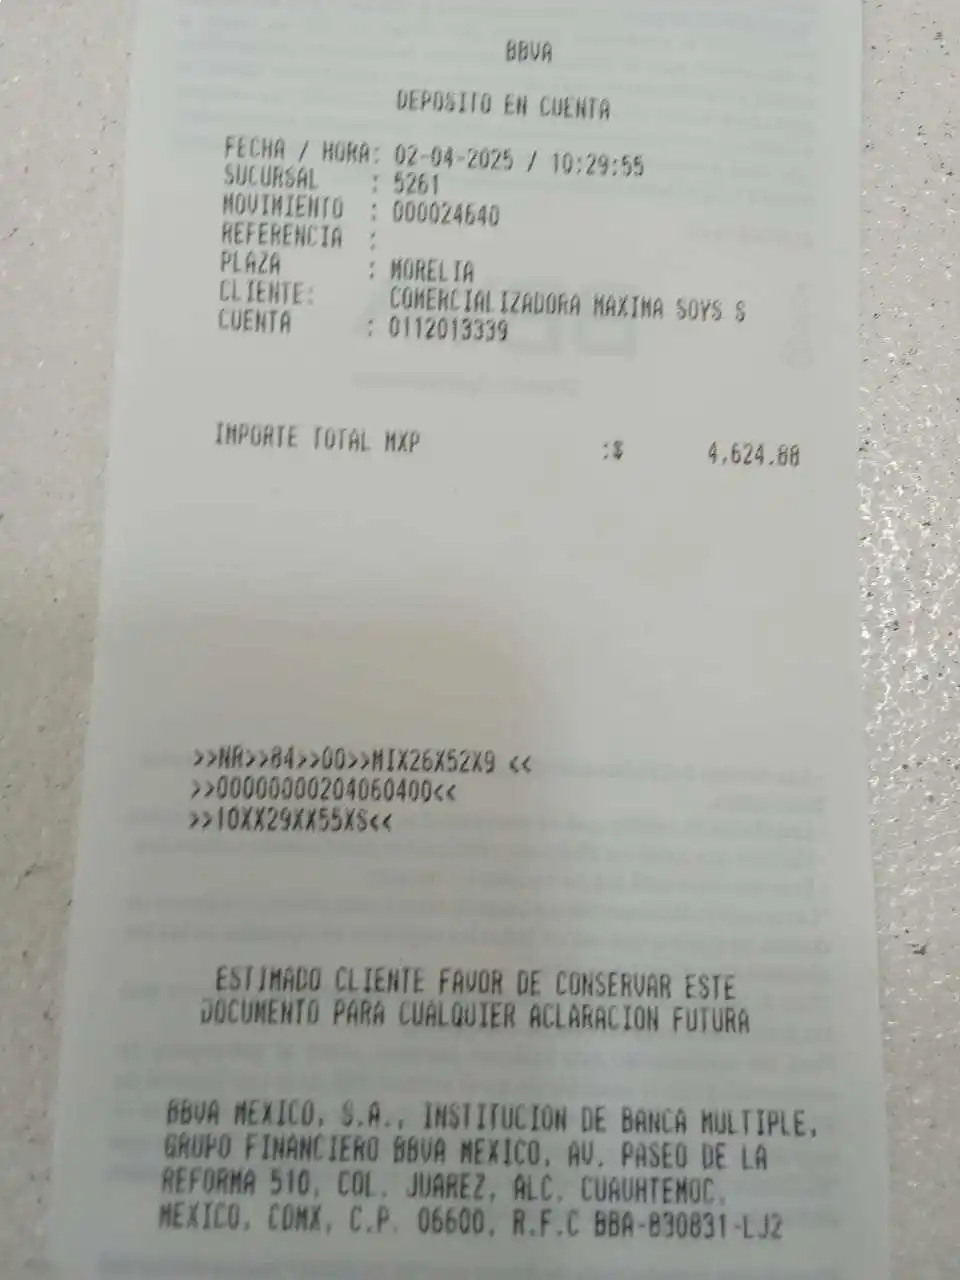 BBVA
DEPOSITO EN CUENTA
FECHA / HORA: 02-04-2025 / 10:29:55
SUCURSAL : 5261
MOVIMIENTO : 000024640
REFERENCIA :
PLAZA : MORELIA
CLIENTE: COMERCIALIZADORA MAXIMA SOYS S
CUENTA : 0112013339
IMPORTE TOTAL MXP :$ 4,624.88
>>NR>>84>>00>>MIX26X52X9 <<
>>00000000204060400<<
>>10XX29XX55XS<<
ESTIMADO CLIENTE FAVOR DE CONSERVAR ESTE
DOCUMENTO PARA CUALQUIER ACLARACION FUTURA
BBVA MEXICO, S.A., INSTITUCION DE BANCA MULTIPLE,
GRUPO FINANCIERO BBVA MEXICO, AV. PASEO DE LA
REFORMA 510, COL. JUAREZ, ALC. CUAUHTEMOC,
MEXICO, CDMX, C.P. 06600, R.F.C BBA-830831-LJ2